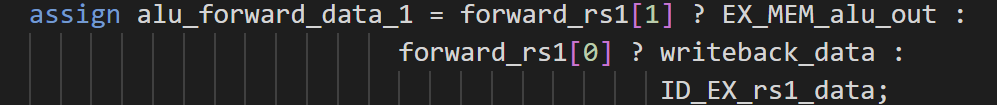 assign alu_forward_data_1 = forward_rs1[1] ? EX_MEM_alu_out :
forward_rs1[0] ? writeback_data :
ID_EX_rs1_data;